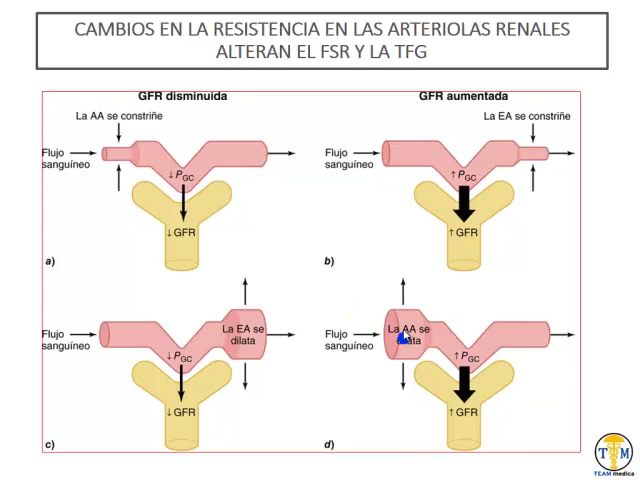 CAMBIOS EN LA RESISTENCIA EN LAS ARTERIOLAS RENALES
ALTERAN EL FSR Y LA TFG
GFR disminuida
GFR aumentada
La AA se constriñe
Flujo
sanguíneo
↓ PGC
↓ GFR
a)
La EA se constriñe
Flujo
sanguíneo
↑ PGC
↑ GFR
b)
La EA se
dilata
Flujo
sanguíneo
↓ PGC
↓ GFR
c)
La AA se
Flujo
sanguíneo
↑ PGC
↑ GFR
d)
T M
TEAM medica